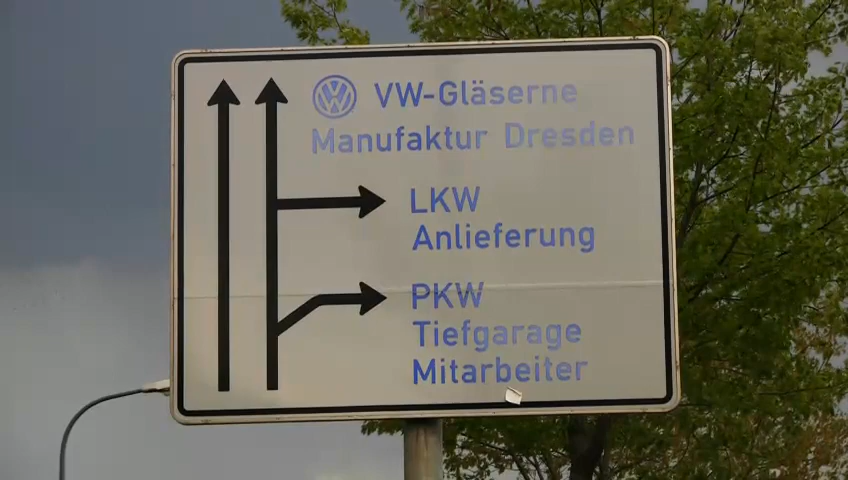 VW-Gläserne
Manufaktur Dresden
LKW
Anlieferung
PKW
Tiefgarage
Mitarbeiter